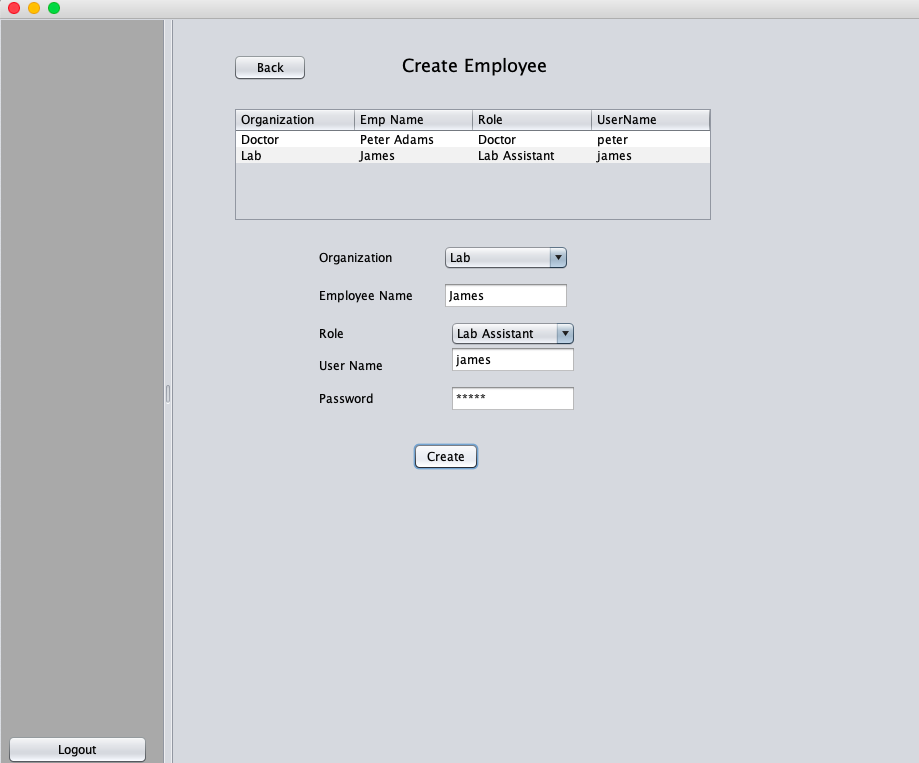 Back
Create Employee
Organization Emp Name Role UserName
Doctor Peter Adams Doctor peter
Lab James Lab Assistant james
Organization Lab
Employee Name James
Role Lab Assistant
User Name james
Password *****
Create
Logout